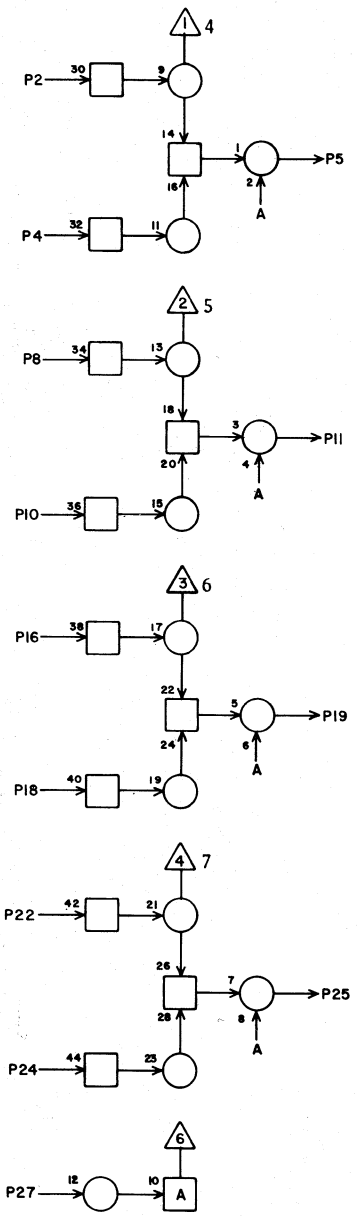 1 4
P2 30 9
14 1 P5
16 2
A
P4 32 11
2 5
P8 34 13
18 3 P11
20 4
A
P10 36 15
3 6
P16 38 17
22 5 P19
24 6
A
P18 40 19
4 7
P22 42 21
26 7 P25
28 8
A
P24 44 23
6
P27 12 10 A